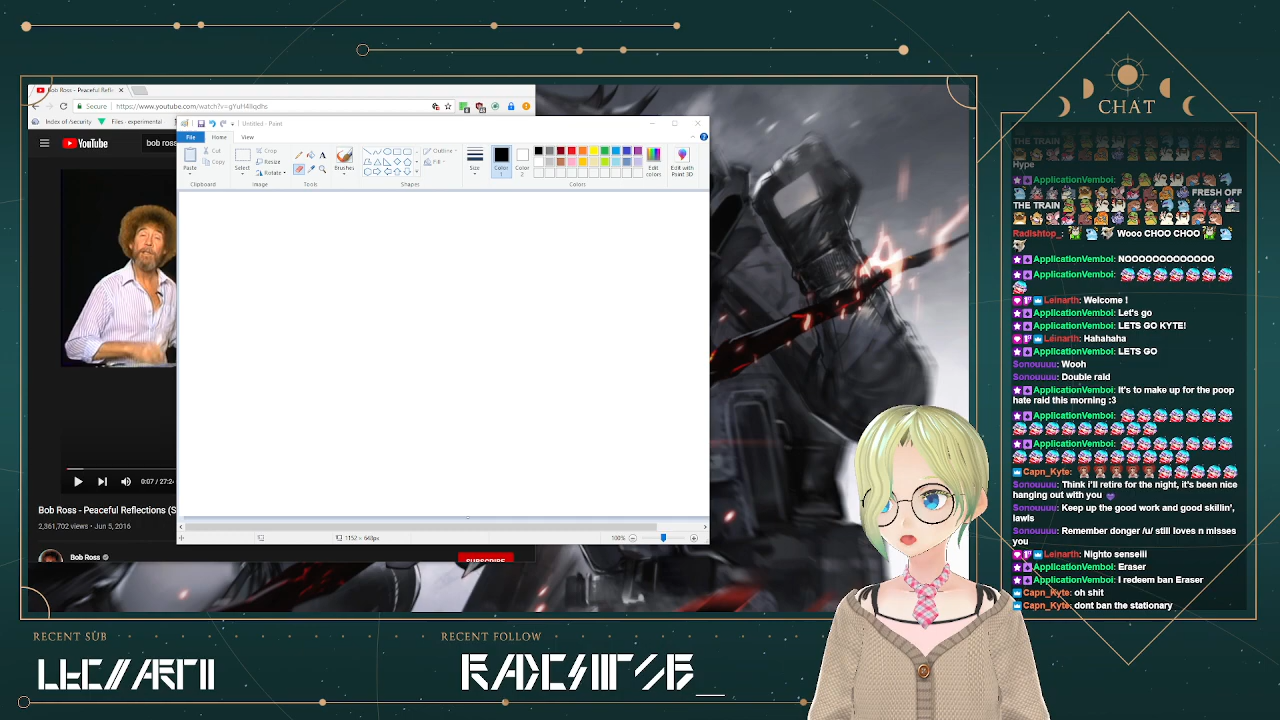 Bob Ross - Peaceful Refle
Secure
https://www.youtube.com/watch?v=gYuH49qdhs
Index of /security
Files - experimental
YouTube
bob ross
Untitled - Paint
File
Home
View
Paste
Cut
Copy
Clipboard
Select
Crop
Resize
Rotate
Image
A
Tools
Brushes
Shapes
Outline
Fill
Size
Color 1
Color 2
Edit colors
Edit with Paint 3D
Colors
1152 × 648px
100%
0:07 / 27:24
Bob Ross - Peaceful Reflections (S
2,361,702 views • Jun 5, 2016
Bob Ross
SUBSCRIBE
CHAT
THE TRAIN
Hype
ApplicationVemboi: FRESH OFF
THE TRAIN
Radishtop_: Wooo CHOO CHOO
ApplicationVemboi: NOOOOOOOOOOOOO
ApplicationVemboi:
Leinarth: Welcome !
ApplicationVemboi: Let's go
ApplicationVemboi: LETS GO KYTE!
Leinarth: Hahahaha
ApplicationVemboi: LETS GO
Sonouuuu: Wooh
Sonouuuu: Double raid
ApplicationVemboi: It's to make up for the poop
hate raid this morning :3
ApplicationVemboi:
ApplicationVemboi:
Capn_Kyte:
Sonouuuu: Think i'll retire for the night, it's been nice
hanging out with you
Sonouuuu: Keep up the good work and good skillin',
lawls
Sonouuuu: Remember donger /u/ still loves n misses
you
Leinarth: Nighto senseiii
ApplicationVemboi: Eraser
ApplicationVemboi: I redeem ban Eraser
Capn_Kyte: oh shit
Capn_Kyte: dont ban the stationary
RECENT SUB
LEINARTH
RECENT FOLLOW
RADISHTOP_